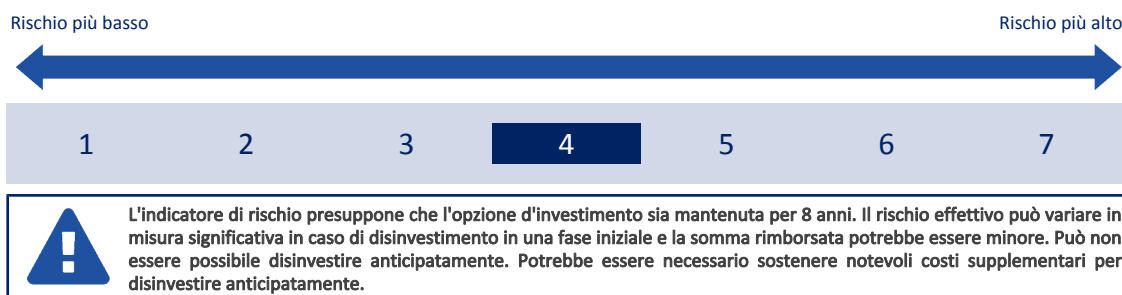 Rischio più basso
Rischio più alto
1 2 3 4 5 6 7
L'indicatore di rischio presuppone che l'opzione d'investimento sia mantenuta per 8 anni. Il rischio effettivo può variare in
misura significativa in caso di disinvestimento in una fase iniziale e la somma rimborsata potrebbe essere minore. Può non
essere possibile disinvestire anticipatamente. Potrebbe essere necessario sostenere notevoli costi supplementari per
disinvestire anticipatamente.